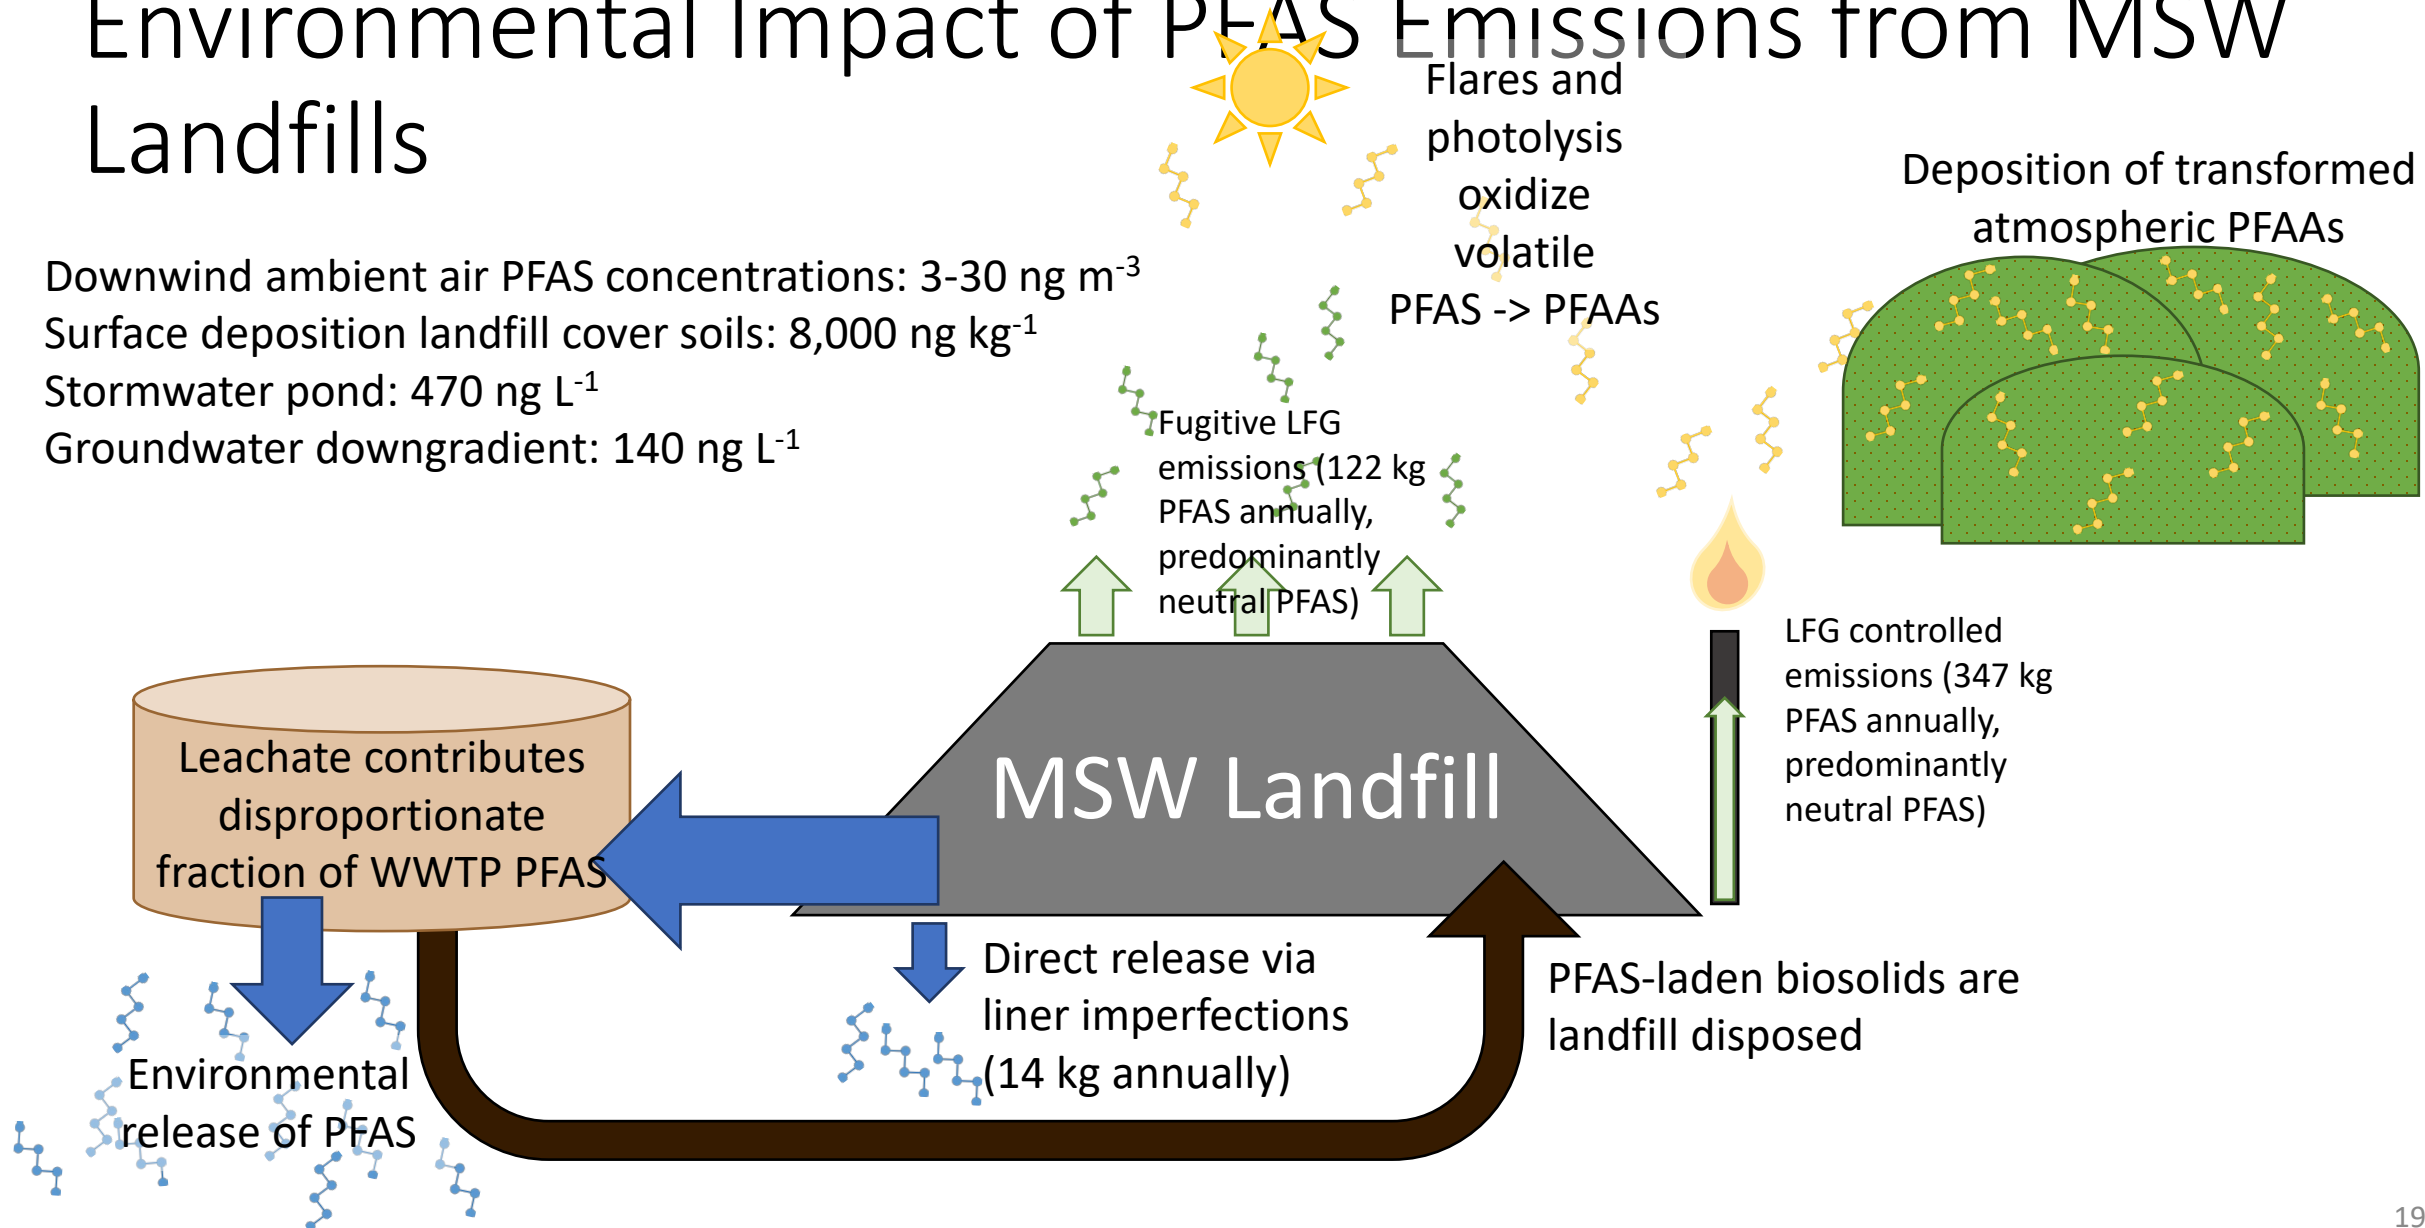 Environmental Impact of PFAS Emissions from MSW
Landfills
Flares and
photolysis
oxidize
volatile
PFAS -> PFAAs
Deposition of transformed
atmospheric PFAAs
Downwind ambient air PFAS concentrations: 3-30 ng m⁻³
Surface deposition landfill cover soils: 8,000 ng kg⁻¹
Stormwater pond: 470 ng L⁻¹
Groundwater downgradient: 140 ng L⁻¹
Fugitive LFG
emissions (122 kg
PFAS annually,
predominantly
neutral PFAS)
LFG controlled
emissions (347 kg
PFAS annually,
predominantly
neutral PFAS)
MSW Landfill
Leachate contributes
disproportionate
fraction of WWTP PFAS
Direct release via
liner imperfections
(14 kg annually)
PFAS-laden biosolids are
landfill disposed
Environmental
release of PFAS
19